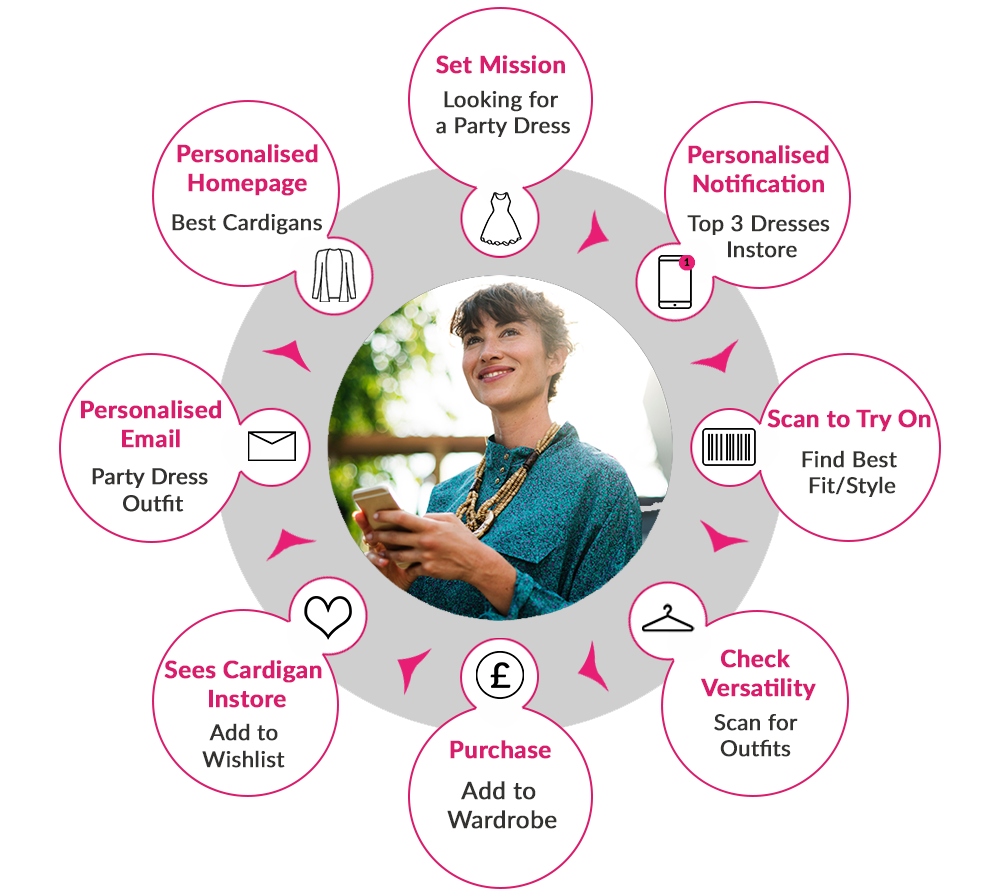 Set Mission
Looking for
a Party Dress
Personalised
Notification
Top 3 Dresses
Instore
1
Scan to Try On
Find Best
Fit/Style
Check
Versatility
Scan for
Outfits
£
Purchase
Add to
Wardrobe
Sees Cardigan
Instore
Add to
Wishlist
Personalised
Email
Party Dress
Outfit
Personalised
Homepage
Best Cardigans